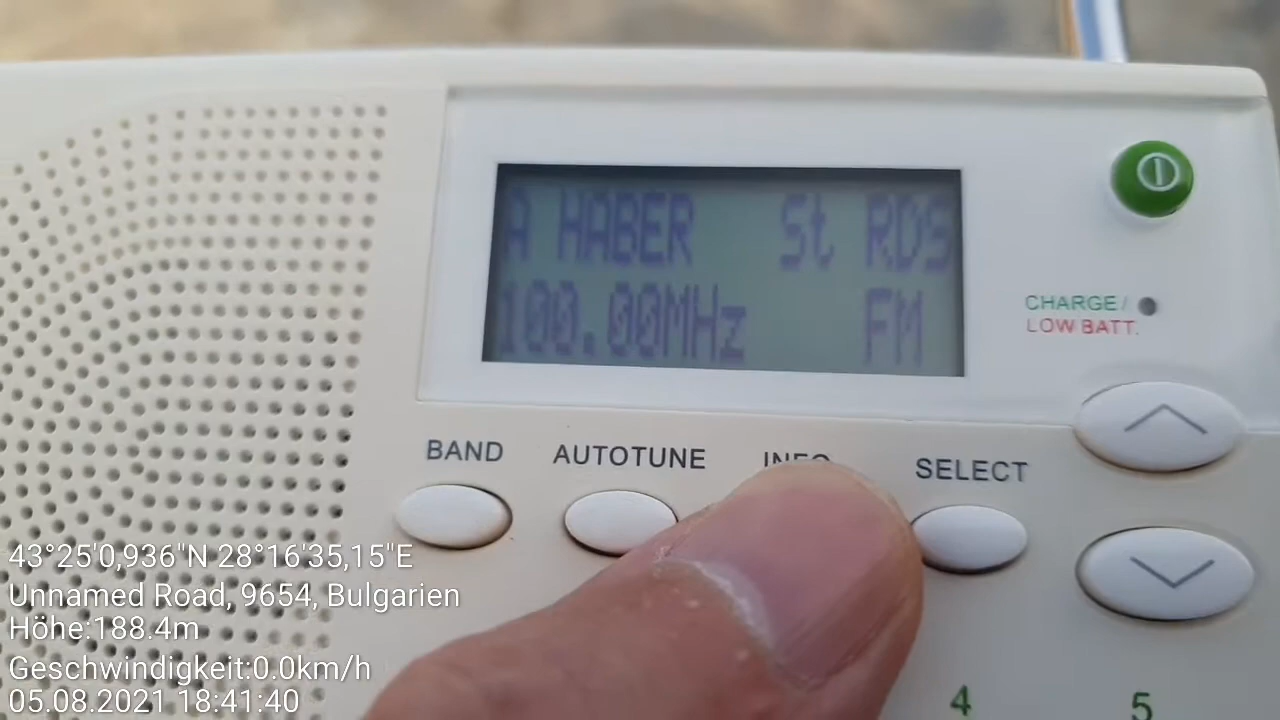 A HABER St RDS
100.00MHz FM
CHARGE/
LOW BATT.
BAND AUTOTUNE INFO SELECT
4 5
43°25'0,936"N 28°16'35,15"E
Unnamed Road, 9654, Bulgarien
Höhe:188.4m
Geschwindigkeit:0.0km/h
05.08.2021 18:41:40